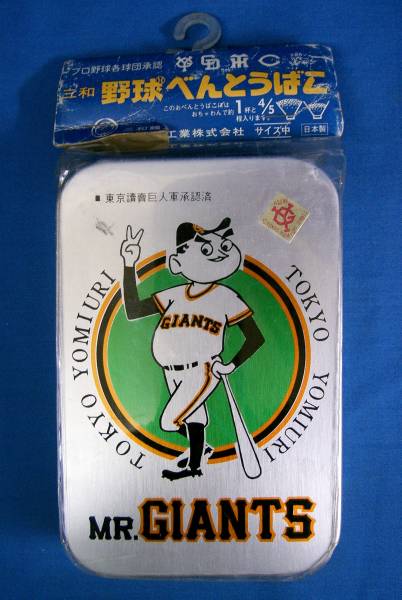 プロ野球各球団承認
三和 野球べんとうばこ
このおべんとうばこは
おちゃわんで約
1杯と4/5
程入ります。
工業株式会社 サイズ中 日本製
■東京讀賣巨人軍承認済
TOKYO YOMIURI
TOKYO YOMIURI
GIANTS
MR.GIANTS